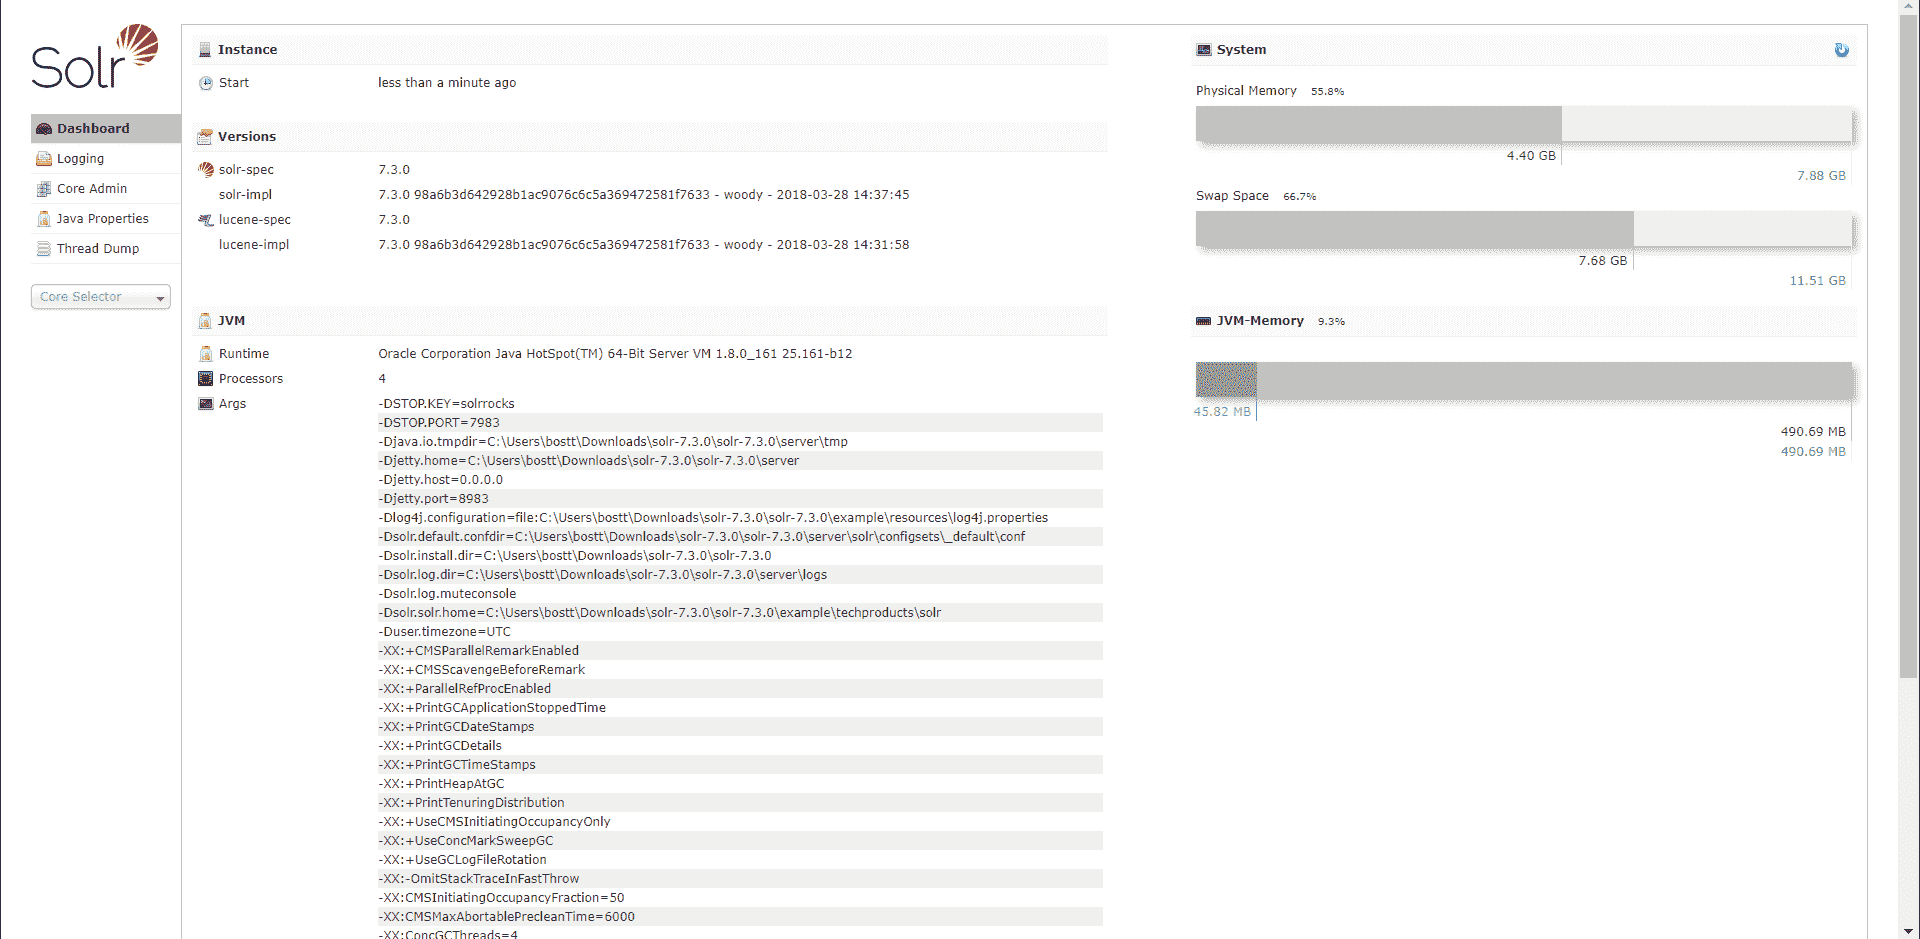 Solr
Dashboard
Logging
Core Admin
Java Properties
Thread Dump
Core Selector
Instance
Start less than a minute ago
Versions
solr-spec 7.3.0
solr-impl 7.3.0 98a6b3d642928b1ac9076c6c5a369472581f7633 - woody - 2018-03-28 14:37:45
lucene-spec 7.3.0
lucene-impl 7.3.0 98a6b3d642928b1ac9076c6c5a369472581f7633 - woody - 2018-03-28 14:31:58
JVM
Runtime Oracle Corporation Java HotSpot(TM) 64-Bit Server VM 1.8.0_161 25.161-b12
Processors 4
Args -DSTOP.KEY=solrrocks
-DSTOP.PORT=7983
-Djava.io.tmpdir=C:\Users\bostt\Downloads\solr-7.3.0\solr-7.3.0\server\tmp
-Djetty.home=C:\Users\bostt\Downloads\solr-7.3.0\solr-7.3.0\server
-Djetty.host=0.0.0.0
-Djetty.port=8983
-Dlog4j.configuration=file:C:\Users\bostt\Downloads\solr-7.3.0\solr-7.3.0\example\resources\log4j.properties
-Dsolr.default.confdir=C:\Users\bostt\Downloads\solr-7.3.0\solr-7.3.0\server\solr\configsets\_default\conf
-Dsolr.install.dir=C:\Users\bostt\Downloads\solr-7.3.0\solr-7.3.0
-Dsolr.log.dir=C:\Users\bostt\Downloads\solr-7.3.0\solr-7.3.0\server\logs
-Dsolr.log.muteconsole
-Dsolr.solr.home=C:\Users\bostt\Downloads\solr-7.3.0\solr-7.3.0\example\techproducts\solr
-Duser.timezone=UTC
-XX:+CMSParallelRemarkEnabled
-XX:+CMSScavengeBeforeRemark
-XX:+ParallelRefProcEnabled
-XX:+PrintGCApplicationStoppedTime
-XX:+PrintGCDateStamps
-XX:+PrintGCDetails
-XX:+PrintGCTimeStamps
-XX:+PrintHeapAtGC
-XX:+PrintTenuringDistribution
-XX:+UseCMSInitiatingOccupancyOnly
-XX:+UseConcMarkSweepGC
-XX:+UseGCLogFileRotation
-XX:-OmitStackTraceInFastThrow
-XX:CMSInitiatingOccupancyFraction=50
-XX:CMSMaxAbortablePrecleanTime=6000
-XX:ConcGCThreads=4
System
Physical Memory 55.8%
4.40 GB
7.88 GB
Swap Space 66.7%
7.68 GB
11.51 GB
JVM-Memory 9.3%
45.82 MB
490.69 MB
490.69 MB